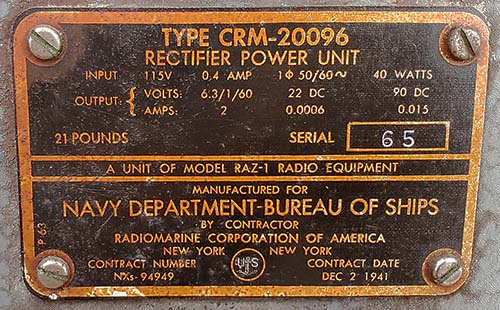 TYPE CRM-20096
RECTIFIER POWER UNIT
INPUT 115V 0.4 AMP 1Φ 50/60~ 40 WATTS
OUTPUT: { VOLTS: 6.3/1/60 22 DC 90 DC
AMPS: 2 0.0006 0.015
21 POUNDS SERIAL 65
A UNIT OF MODEL RAZ-1 RADIO EQUIPMENT
MANUFACTURED FOR
NAVY DEPARTMENT-BUREAU OF SHIPS
BY CONTRACTOR
RADIOMARINE CORPORATION OF AMERICA
NEW YORK NEW YORK
CONTRACT NUMBER UJS CONTRACT DATE
NXs- 94949 DEC 2 1941
P-63